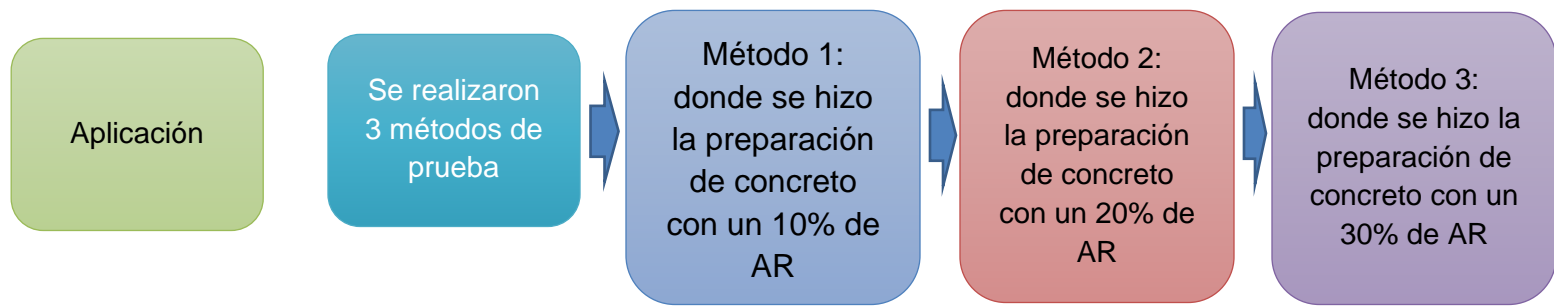 Aplicación
Se realizaron
3 métodos de
prueba
Método 1:
donde se hizo
la preparación
de concreto
con un 10% de
AR
Método 2:
donde se hizo
la preparación
de concreto
con un 20% de
AR
Método 3:
donde se hizo la
preparación de
concreto con un
30% de AR